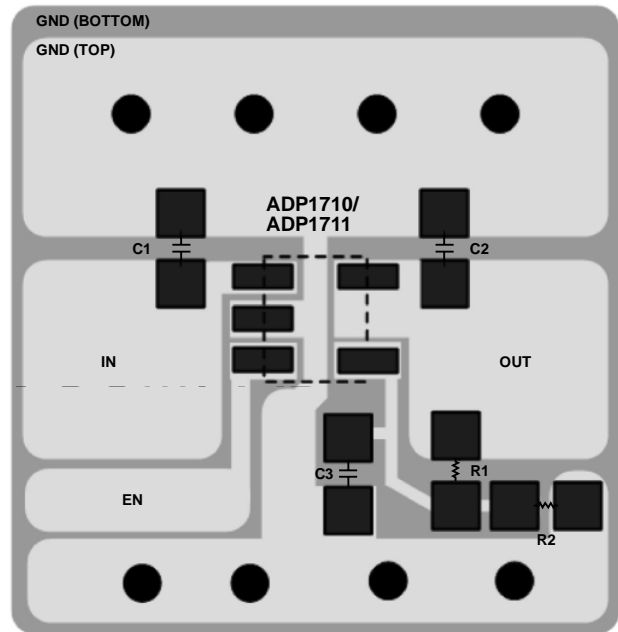 GND (BOTTOM)
GND (TOP)
ADP1710/
ADP1711
C1
C2
IN
OUT
C3
R1
EN
R2